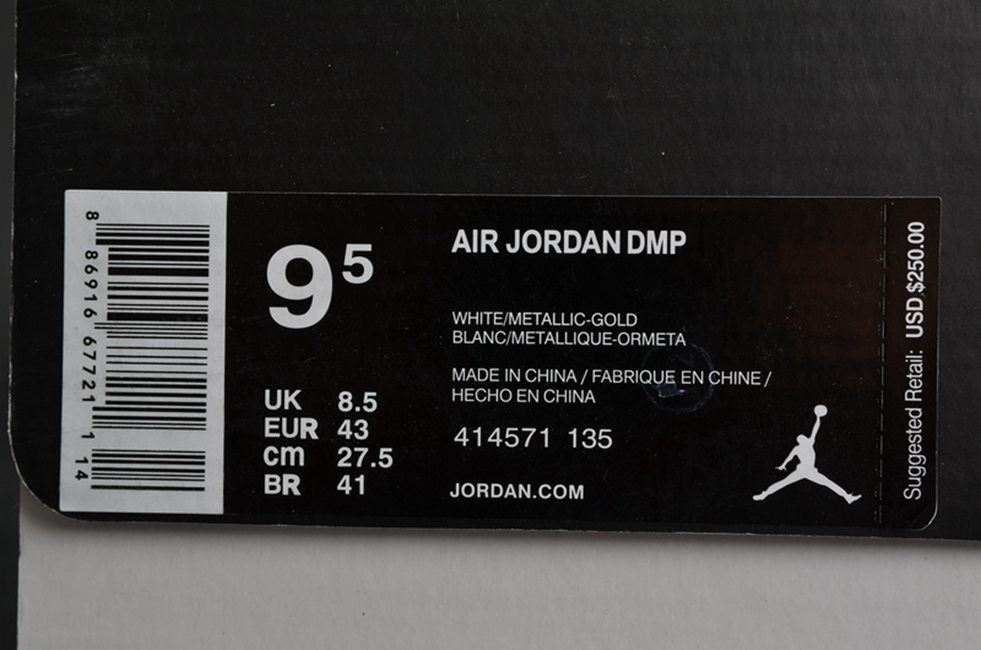 8 86916 67721 1 14
9 5
UK 8.5
EUR 43
cm 27.5
BR 41
AIR JORDAN DMP
WHITE/METALLIC-GOLD
BLANC/METALLIQUE-ORMETA
MADE IN CHINA / FABRIQUE EN CHINE /
HECHO EN CHINA
414571 135
JORDAN.COM
Suggested Retail: USD $250.00